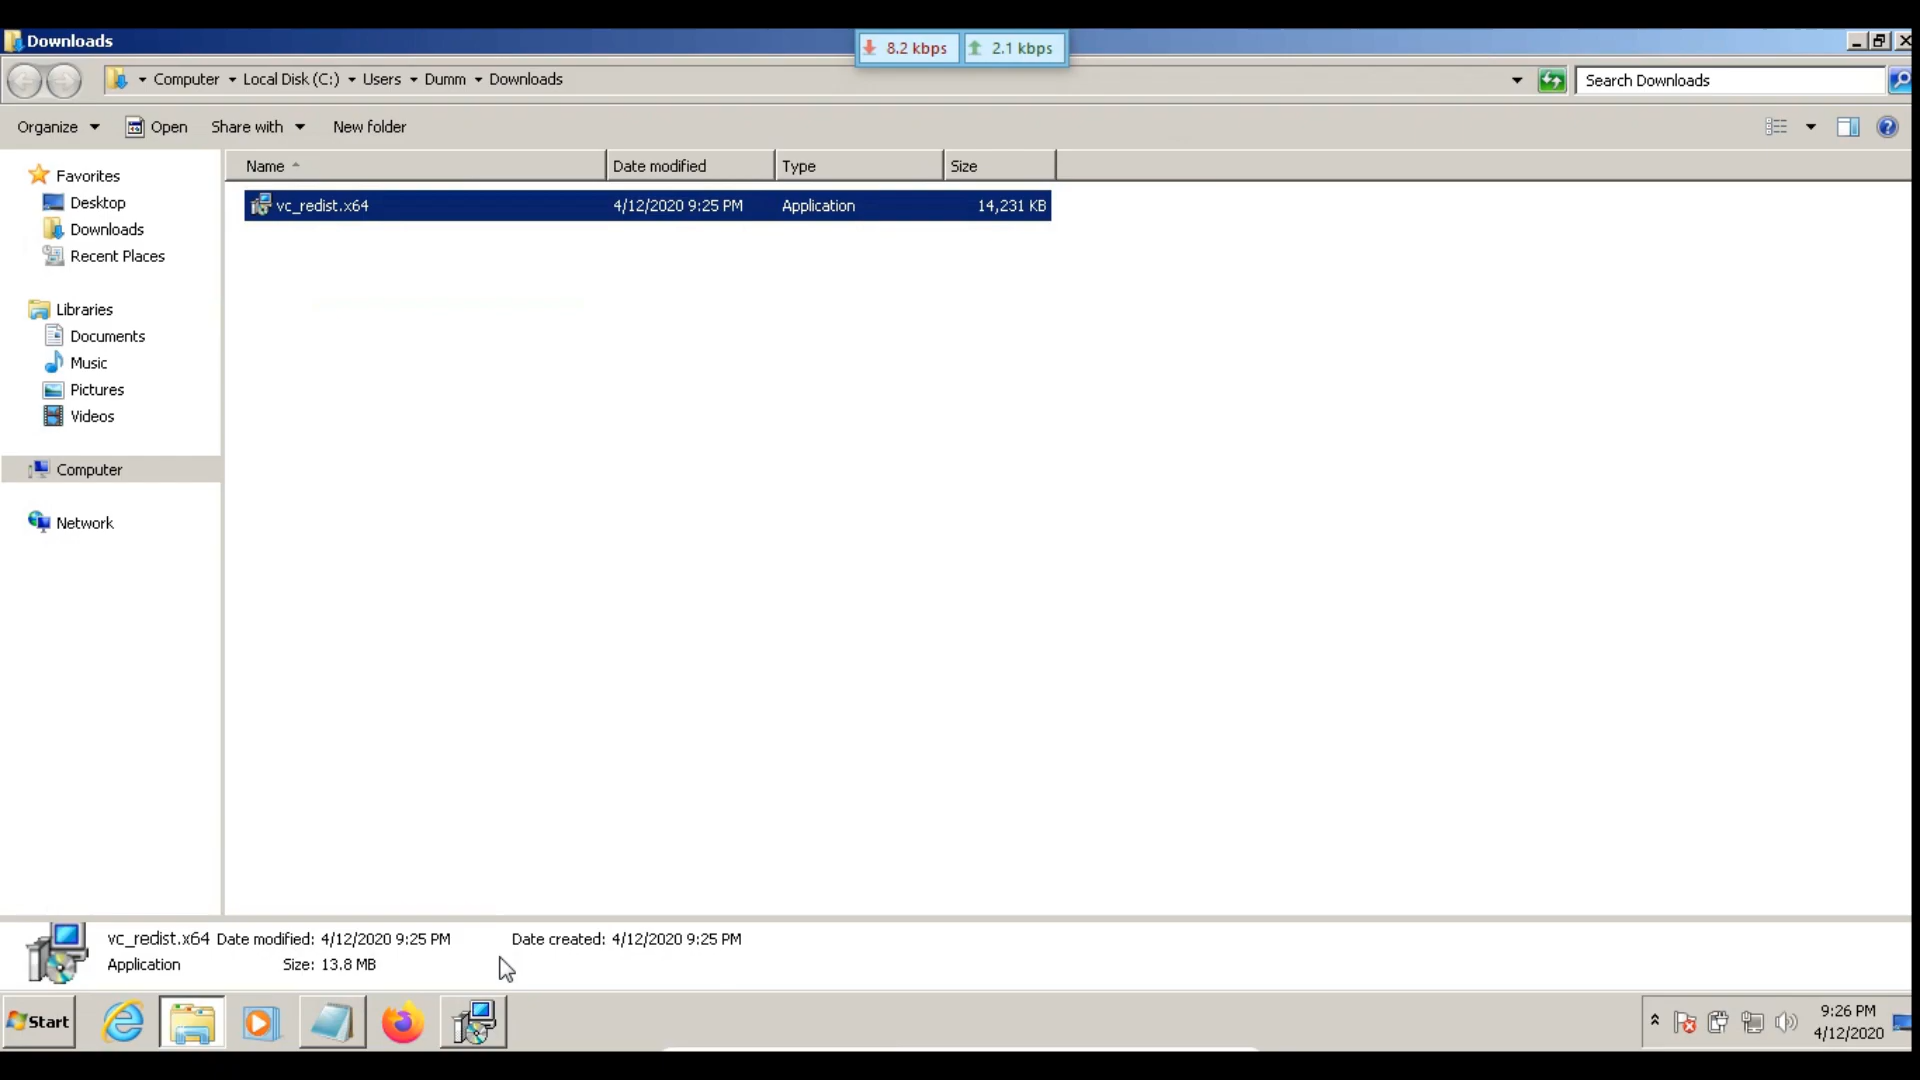 Downloads
8.2 kbps 2.1 kbps
Computer Local Disk (C:) Users Dumm Downloads
Search Downloads
Organize Open Share with New folder
Name Date modified Type Size
vc_redist.x64 4/12/2020 9:25 PM Application 14,231 KB
Favorites
Desktop
Downloads
Recent Places
Libraries
Documents
Music
Pictures
Videos
Computer
Network
vc_redist.x64 Date modified: 4/12/2020 9:25 PM Date created: 4/12/2020 9:25 PM
Application Size: 13.8 MB
Start
9:26 PM
4/12/2020